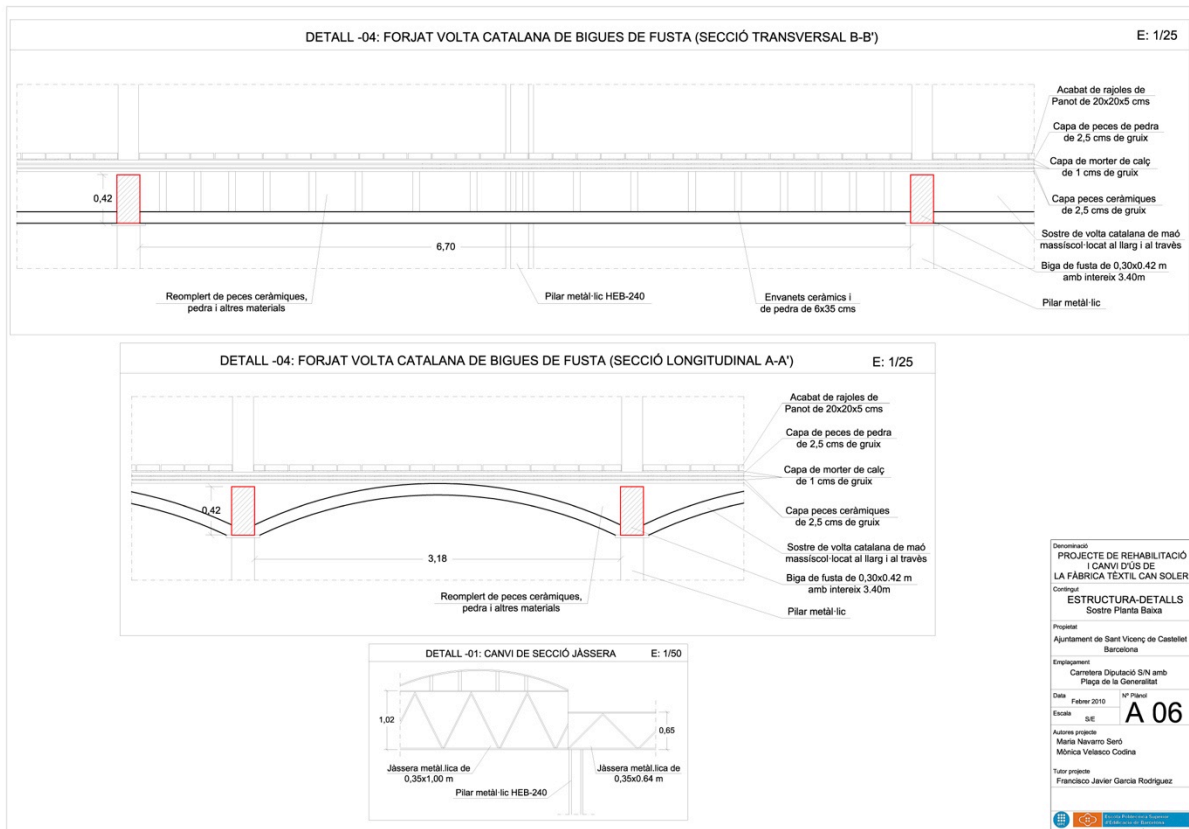 DETALL -04: FORJAT VOLTA CATALANA DE BIGUES DE FUSTA (SECCIÓ TRANSVERSAL B-B')
E: 1/25
Acabat de rajoles de
Panot de 20x20x5 cms
Capa de peces de pedra
de 2,5 cms de gruix
Capa de morter de calç
de 1 cms de gruix
Capa peces ceràmiques
de 2,5 cms de gruix
Sostre de volta catalana de maó
massíscol·locat al llarg i al travès
Biga de fusta de 0,30x0.42 m
amb intereix 3.40m
Pilar metàl·lic
0,42
6,70
Reomplert de peces ceràmiques,
pedra i altres materials
Pilar metàl·lic HEB-240
Envanets ceràmics i
de pedra de 6x35 cms
DETALL -04: FORJAT VOLTA CATALANA DE BIGUES DE FUSTA (SECCIÓ LONGITUDINAL A-A')
E: 1/25
Acabat de rajoles de
Panot de 20x20x5 cms
Capa de peces de pedra
de 2,5 cms de gruix
Capa de morter de calç
de 1 cms de gruix
Capa peces ceràmiques
de 2,5 cms de gruix
Sostre de volta catalana de maó
massíscol·locat al llarg i al travès
Biga de fusta de 0,30x0.42 m
amb intereix 3.40m
Pilar metàl·lic
0,42
3,18
Reomplert de peces ceràmiques,
pedra i altres materials
DETALL -01: CANVI DE SECCIÓ JÀSSERA
E: 1/50
1,02
0,65
Jàssera metàl.lica de
0,35x1,00 m
Jàssera metàl.lica de
0,35x0.64 m
Pilar metàl·lic HEB-240
Denominació
PROJECTE DE REHABILITACIÓ
I CANVI D'ÚS DE
LA FÀBRICA TÈXTIL CAN SOLER
Contingut
ESTRUCTURA-DETALLS
Sostre Planta Baixa
Propietat
Ajuntament de Sant Vicenç de Castellet
Barcelona
Emplaçament
Carretera Diputació S/N amb
Plaça de la Generalitat
Data
Febrer 2010
Nº Plànol
A 06
Escala
S/E
Autores projecte
Maria Navarro Seró
Mònica Velasco Codina
Tutor projecte
Francisco Javier Garcia Rodriguez
Escola Politècnica Superior
d'Edificació de Barcelona